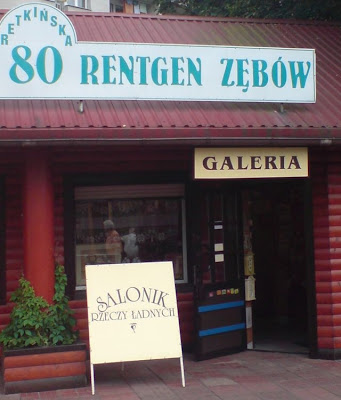 RETKIŃSKA
80 RENTGEN ZĘBÓW
GALERIA
SALONIK
RZECZY ŁADNYCH